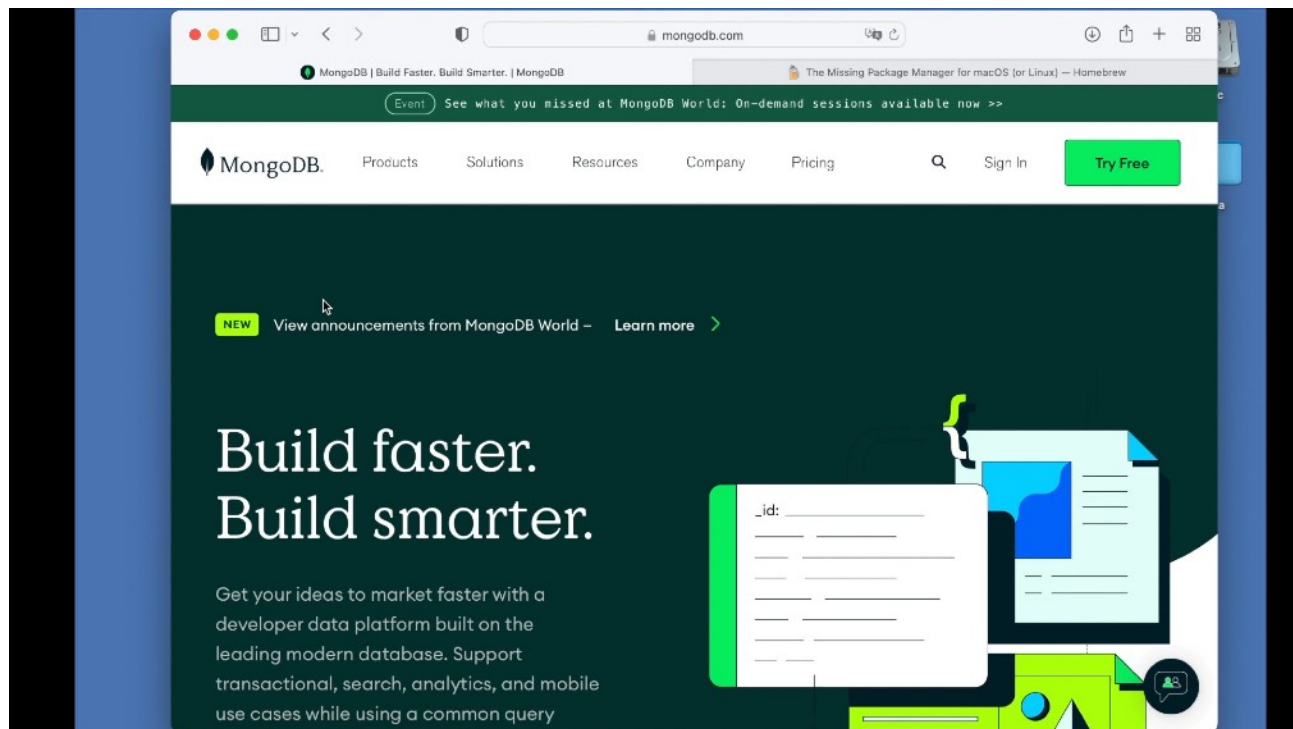 mongodb.com
MongoDB | Build Faster. Build Smarter. | MongoDB
The Missing Package Manager for macOS (or Linux) — Homebrew
Event See what you missed at MongoDB World: On-demand sessions available now >>
c
MongoDB. Products Solutions Resources Company Pricing Sign In Try Free
a
NEW View announcements from MongoDB World – Learn more
Build faster.
Build smarter.
{
_id:
Get your ideas to market faster with a
developer data platform built on the
leading modern database. Support
transactional, search, analytics, and mobile
use cases while using a common query